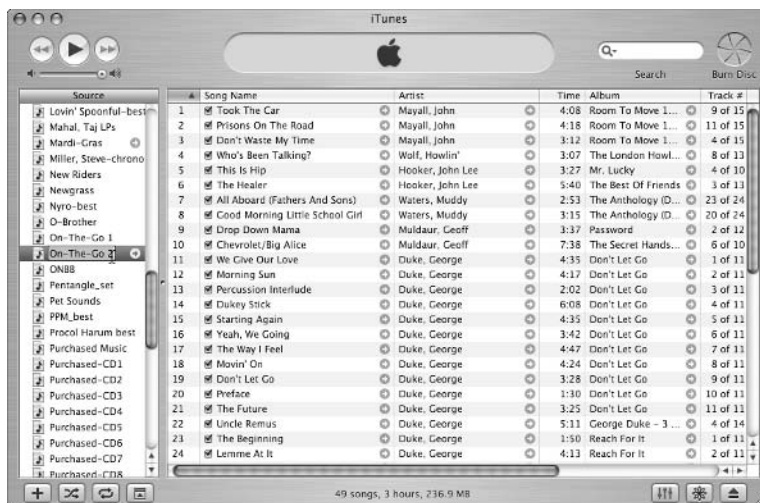 iTunes
Search
Burn Disc
Source
Lovin' Spoonful-best
Mahal, Taj LPs
Mardi-Gras
Miller, Steve-chrono
New Riders
Newgrass
Nyro-best
O-Brother
On-The-Go 1
On-The-Go 2
ONBB
Pentangle_set
Pet Sounds
PPM_best
Procol Harum best
Purchased Music
Purchased-CD1
Purchased-CD2
Purchased-CD3
Purchased-CD4
Purchased-CD5
Purchased-CD6
Purchased-CD7
Purchased-CD8
Song Name Artist Time Album Track #
1 Took The Car Mayall, John 4:08 Room To Move 1... 9 of 15
2 Prisons On The Road Mayall, John 4:18 Room To Move 1... 11 of 15
3 Don't Waste My Time Mayall, John 3:12 Room To Move 1... 4 of 15
4 Who's Been Talking? Wolf, Howlin' 3:07 The London Howl... 8 of 13
5 This Is Hip Hooker, John Lee 3:27 Mr. Lucky 4 of 10
6 The Healer Hooker, John Lee 5:40 The Best Of Friends 3 of 13
7 All Aboard (Fathers And Sons) Waters, Muddy 2:53 The Anthology (D... 23 of 24
8 Good Morning Little School Girl Waters, Muddy 3:15 The Anthology (D... 20 of 24
9 Drop Down Mama Muldaur, Geoff 3:37 Password 2 of 12
10 Chevrolet/Big Alice Muldaur, Geoff 7:38 The Secret Hands... 6 of 10
11 We Give Our Love Duke, George 4:35 Don't Let Go 1 of 11
12 Morning Sun Duke, George 4:17 Don't Let Go 2 of 11
13 Percussion Interlude Duke, George 2:02 Don't Let Go 3 of 11
14 Dukey Stick Duke, George 6:08 Don't Let Go 4 of 11
15 Starting Again Duke, George 4:35 Don't Let Go 5 of 11
16 Yeah, We Going Duke, George 3:42 Don't Let Go 6 of 11
17 The Way I Feel Duke, George 4:47 Don't Let Go 7 of 11
18 Movin' On Duke, George 4:24 Don't Let Go 8 of 11
19 Don't Let Go Duke, George 3:28 Don't Let Go 9 of 11
20 Preface Duke, George 1:30 Don't Let Go 10 of 11
21 The Future Duke, George 3:25 Don't Let Go 11 of 11
22 Uncle Remus Duke, George 5:11 George Duke - 3 ... 4 of 14
23 The Beginning Duke, George 1:50 Reach For It 1 of 11
24 Lemme At It Duke, George 4:13 Reach For It 2 of 11
49 songs, 3 hours, 236.9 MB